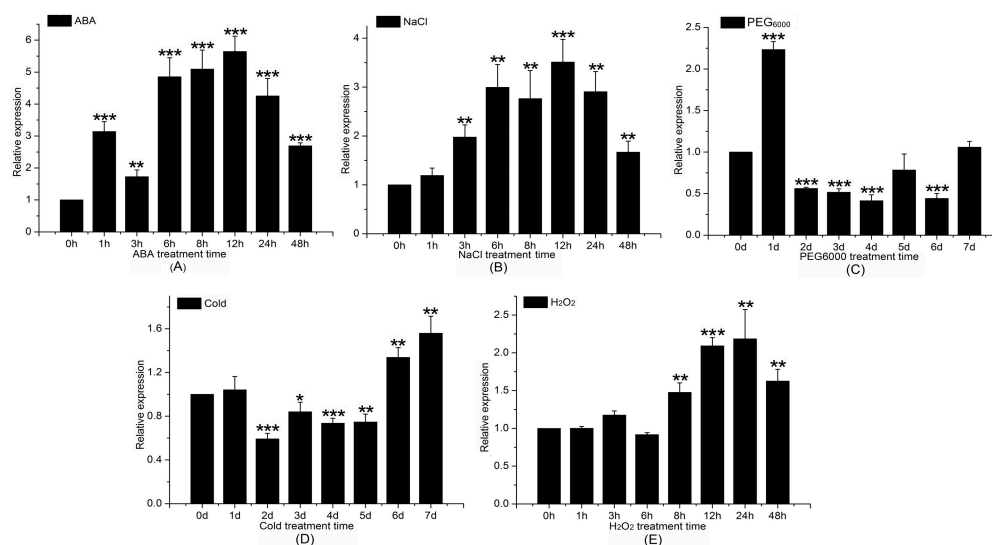 ABA
Relative expression
6
5
4
3
2
1
0
***
**
***
***
***
***
***
0h 1h 3h 6h 8h 12h 24h 48h
ABA treatment time
(A)
NaCl
Relative expression
4
3
2
1
0
**
**
**
***
**
**
0h 1h 3h 6h 8h 12h 24h 48h
NaCl treatment time
(B)
PEG6000
Relative expression
2.5
2.0
1.5
1.0
0.5
0.0
***
***
***
***
***
0d 1d 2d 3d 4d 5d 6d 7d
PEG6000 treatment time
(C)
Cold
Relative expression
1.6
1.2
0.8
0.4
0.0
***
*
***
**
**
**
0d 1d 2d 3d 4d 5d 6d 7d
Cold treatment time
(D)
H2O2
Relative expression
2.5
2.0
1.5
1.0
0.5
0.0
**
***
**
**
0h 1h 3h 6h 8h 12h 24h 48h
H2O2 treatment time
(E)